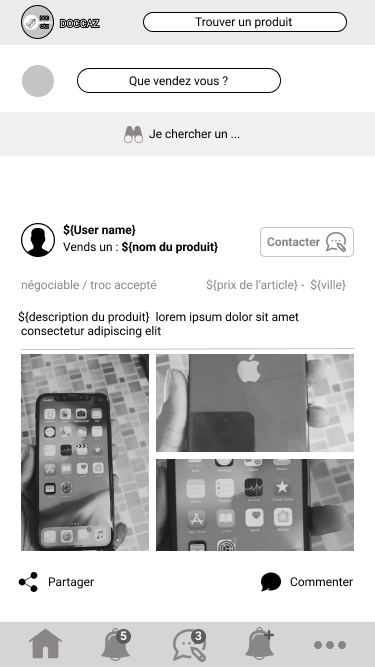 DOCGAZ
Trouver un produit
Que vendez vous ?
Je chercher un ...
${User name}
Vends un : ${nom du produit}
Contacter
négociable / troc accepté
${prix de l'article} - ${ville}
${description du produit} lorem ipsum dolor sit amet
consectetur adipiscing elit
Partager
Commenter
5
3